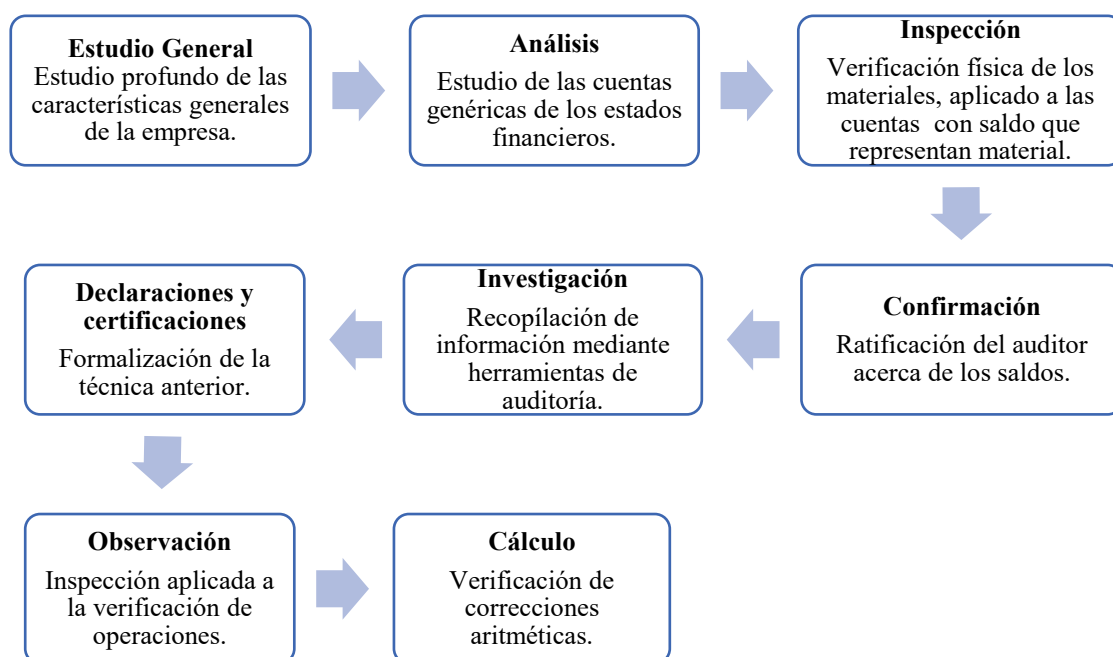 Estudio General
Estudio profundo de las
características generales
de la empresa.
Análisis
Estudio de las cuentas
genéricas de los estados
financieros.
Inspección
Verificación física de los
materiales, aplicado a las
cuentas con saldo que
representan material.
Confirmación
Ratificación del auditor
acerca de los saldos.
Investigación
Recopílación de
información mediante
herramientas de
auditoría.
Declaraciones y
certificaciones
Formalización de la
técnica anterior.
Observación
Inspección aplicada a
la verificación de
operaciones.
Cálculo
Verificación de
correcciones
aritméticas.